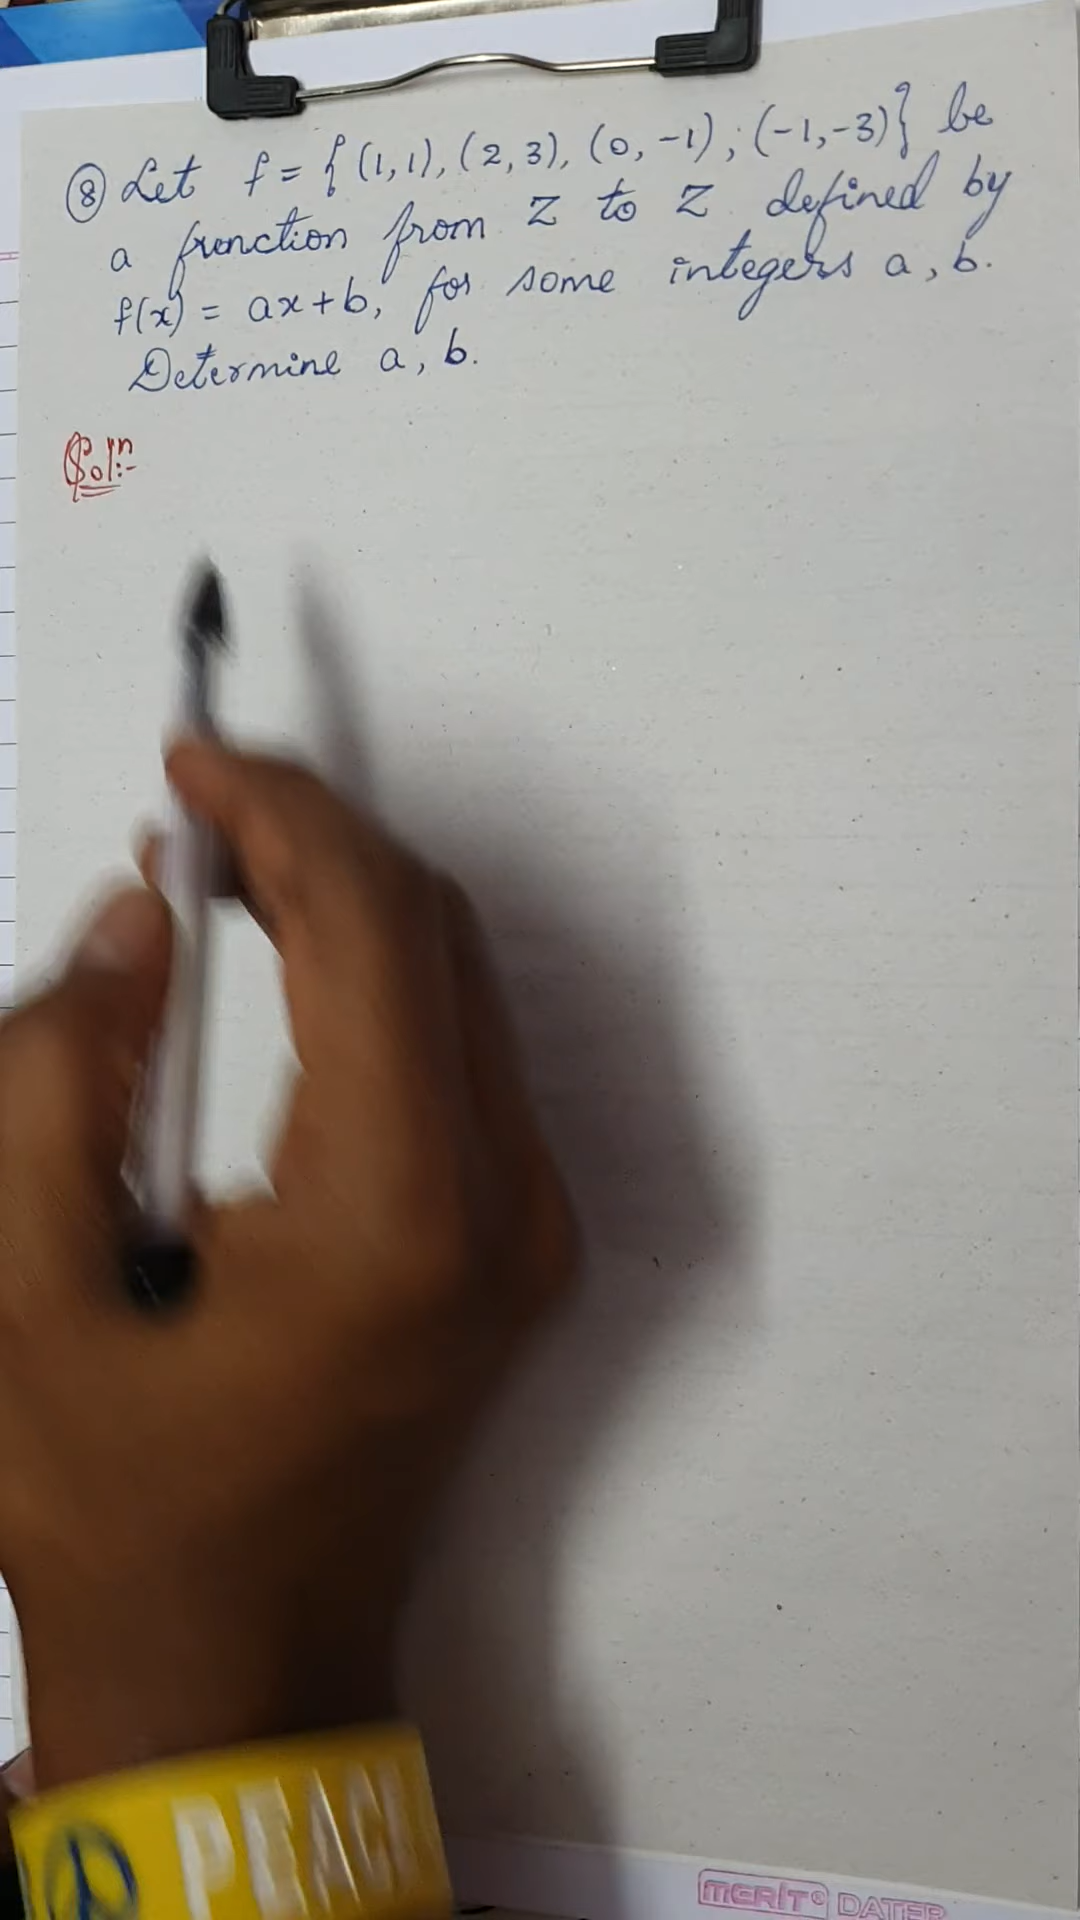 ⑧ Let f = { (1,1), (2,3), (0,-1) ; (-1,-3)} be
a function from Z to Z defined by
f(x) = ax+b, for some integers a, b.
Determine a, b.
Solⁿ:-
PEACE
merit DATER